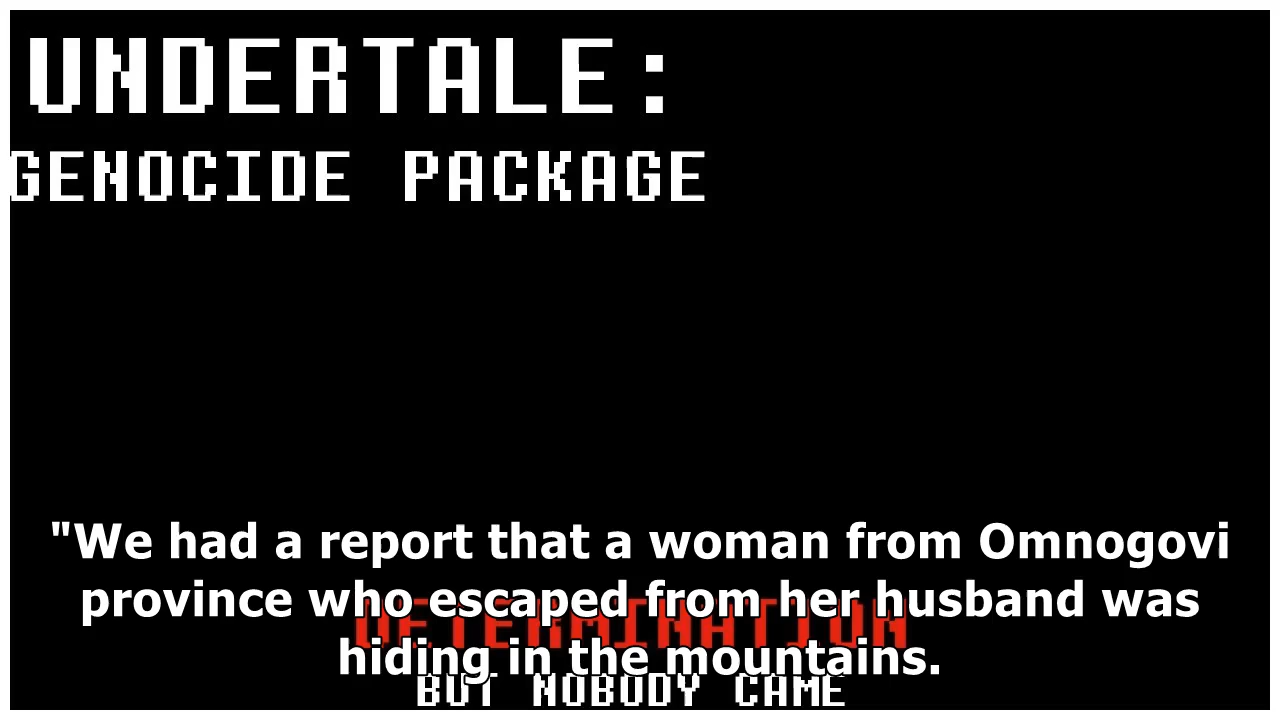 UNDERTALE:
GENOCIDE PACKAGE
"We had a report that a woman from Omnogovi
province who escaped from her husband was
DETERMINATION
hiding in the mountains.
BUT NOBODY CAME